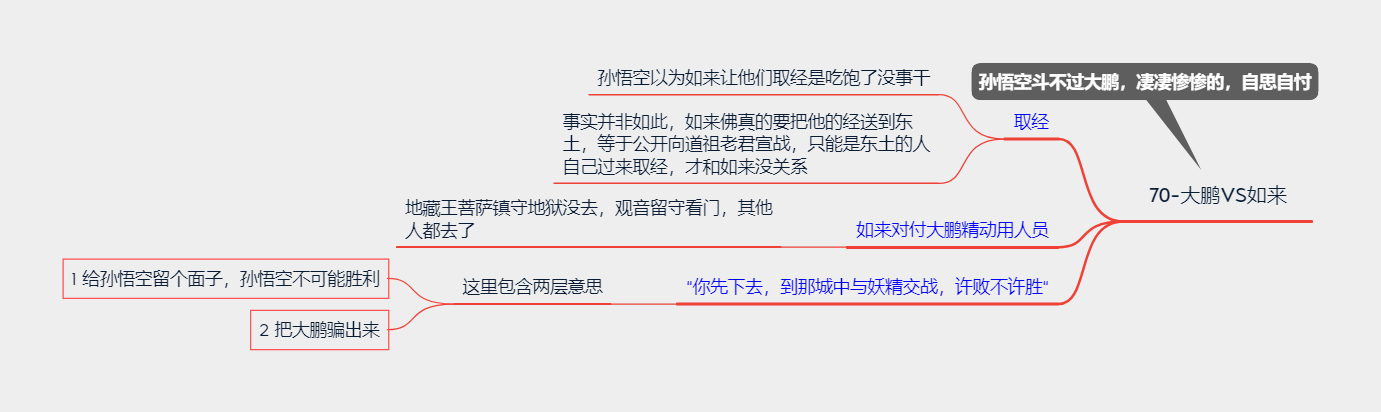 孙悟空斗不过大鹏，凄凄惨惨的，自思自忖
70-大鹏VS如来
取经
孙悟空以为如来让他们取经是吃饱了没事干
事实并非如此，如来佛真的要把他的经送到东
土，等于公开向道祖老君宣战，只能是东土的人
自己过来取经，才和如来没关系
如来对付大鹏精动用人员
地藏王菩萨镇守地狱没去，观音留守看门，其他
人都去了
"你先下去，到那城中与妖精交战，许败不许胜"
这里包含两层意思
1 给孙悟空留个面子，孙悟空不可能胜利
2 把大鹏骗出来